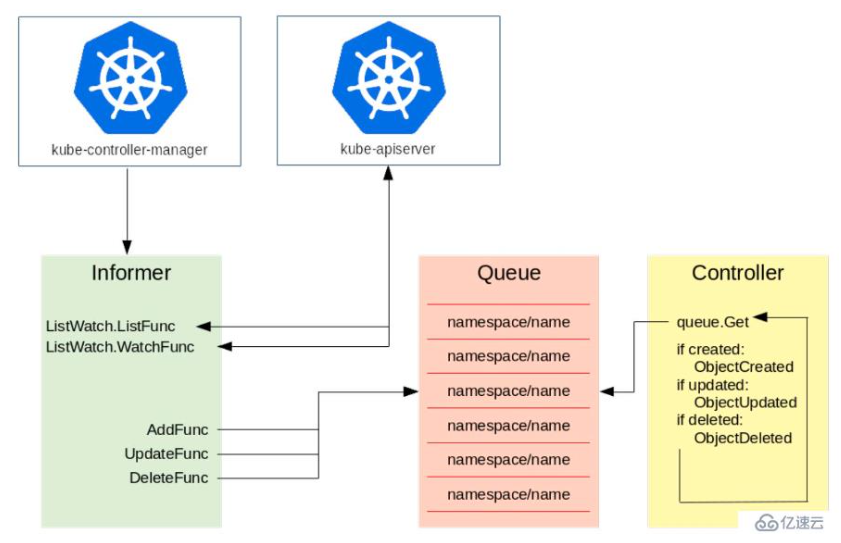 kube-controller-manager
kube-apiserver
Informer
ListWatch.ListFunc
ListWatch.WatchFunc
AddFunc
UpdateFunc
DeleteFunc
Queue
namespace/name
namespace/name
namespace/name
namespace/name
namespace/name
namespace/name
Controller
queue.Get
if created:
ObjectCreated
if updated:
ObjectUpdated
if deleted:
ObjectDeleted
亿速云